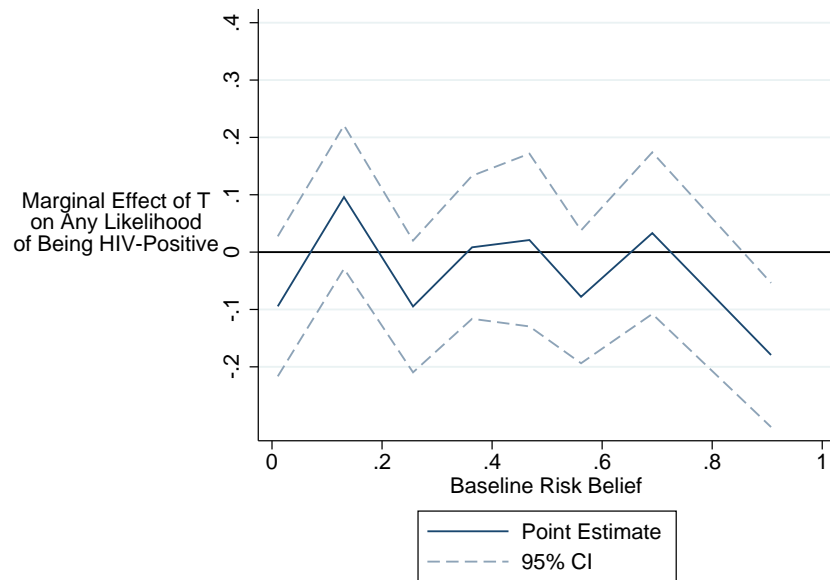 .4
.3
.2
.1
0
-.1
-.2
Marginal Effect of T
on Any Likelihood
of Being HIV-Positive
0
.2
.4
.6
.8
1
Baseline Risk Belief
Point Estimate
95% CI